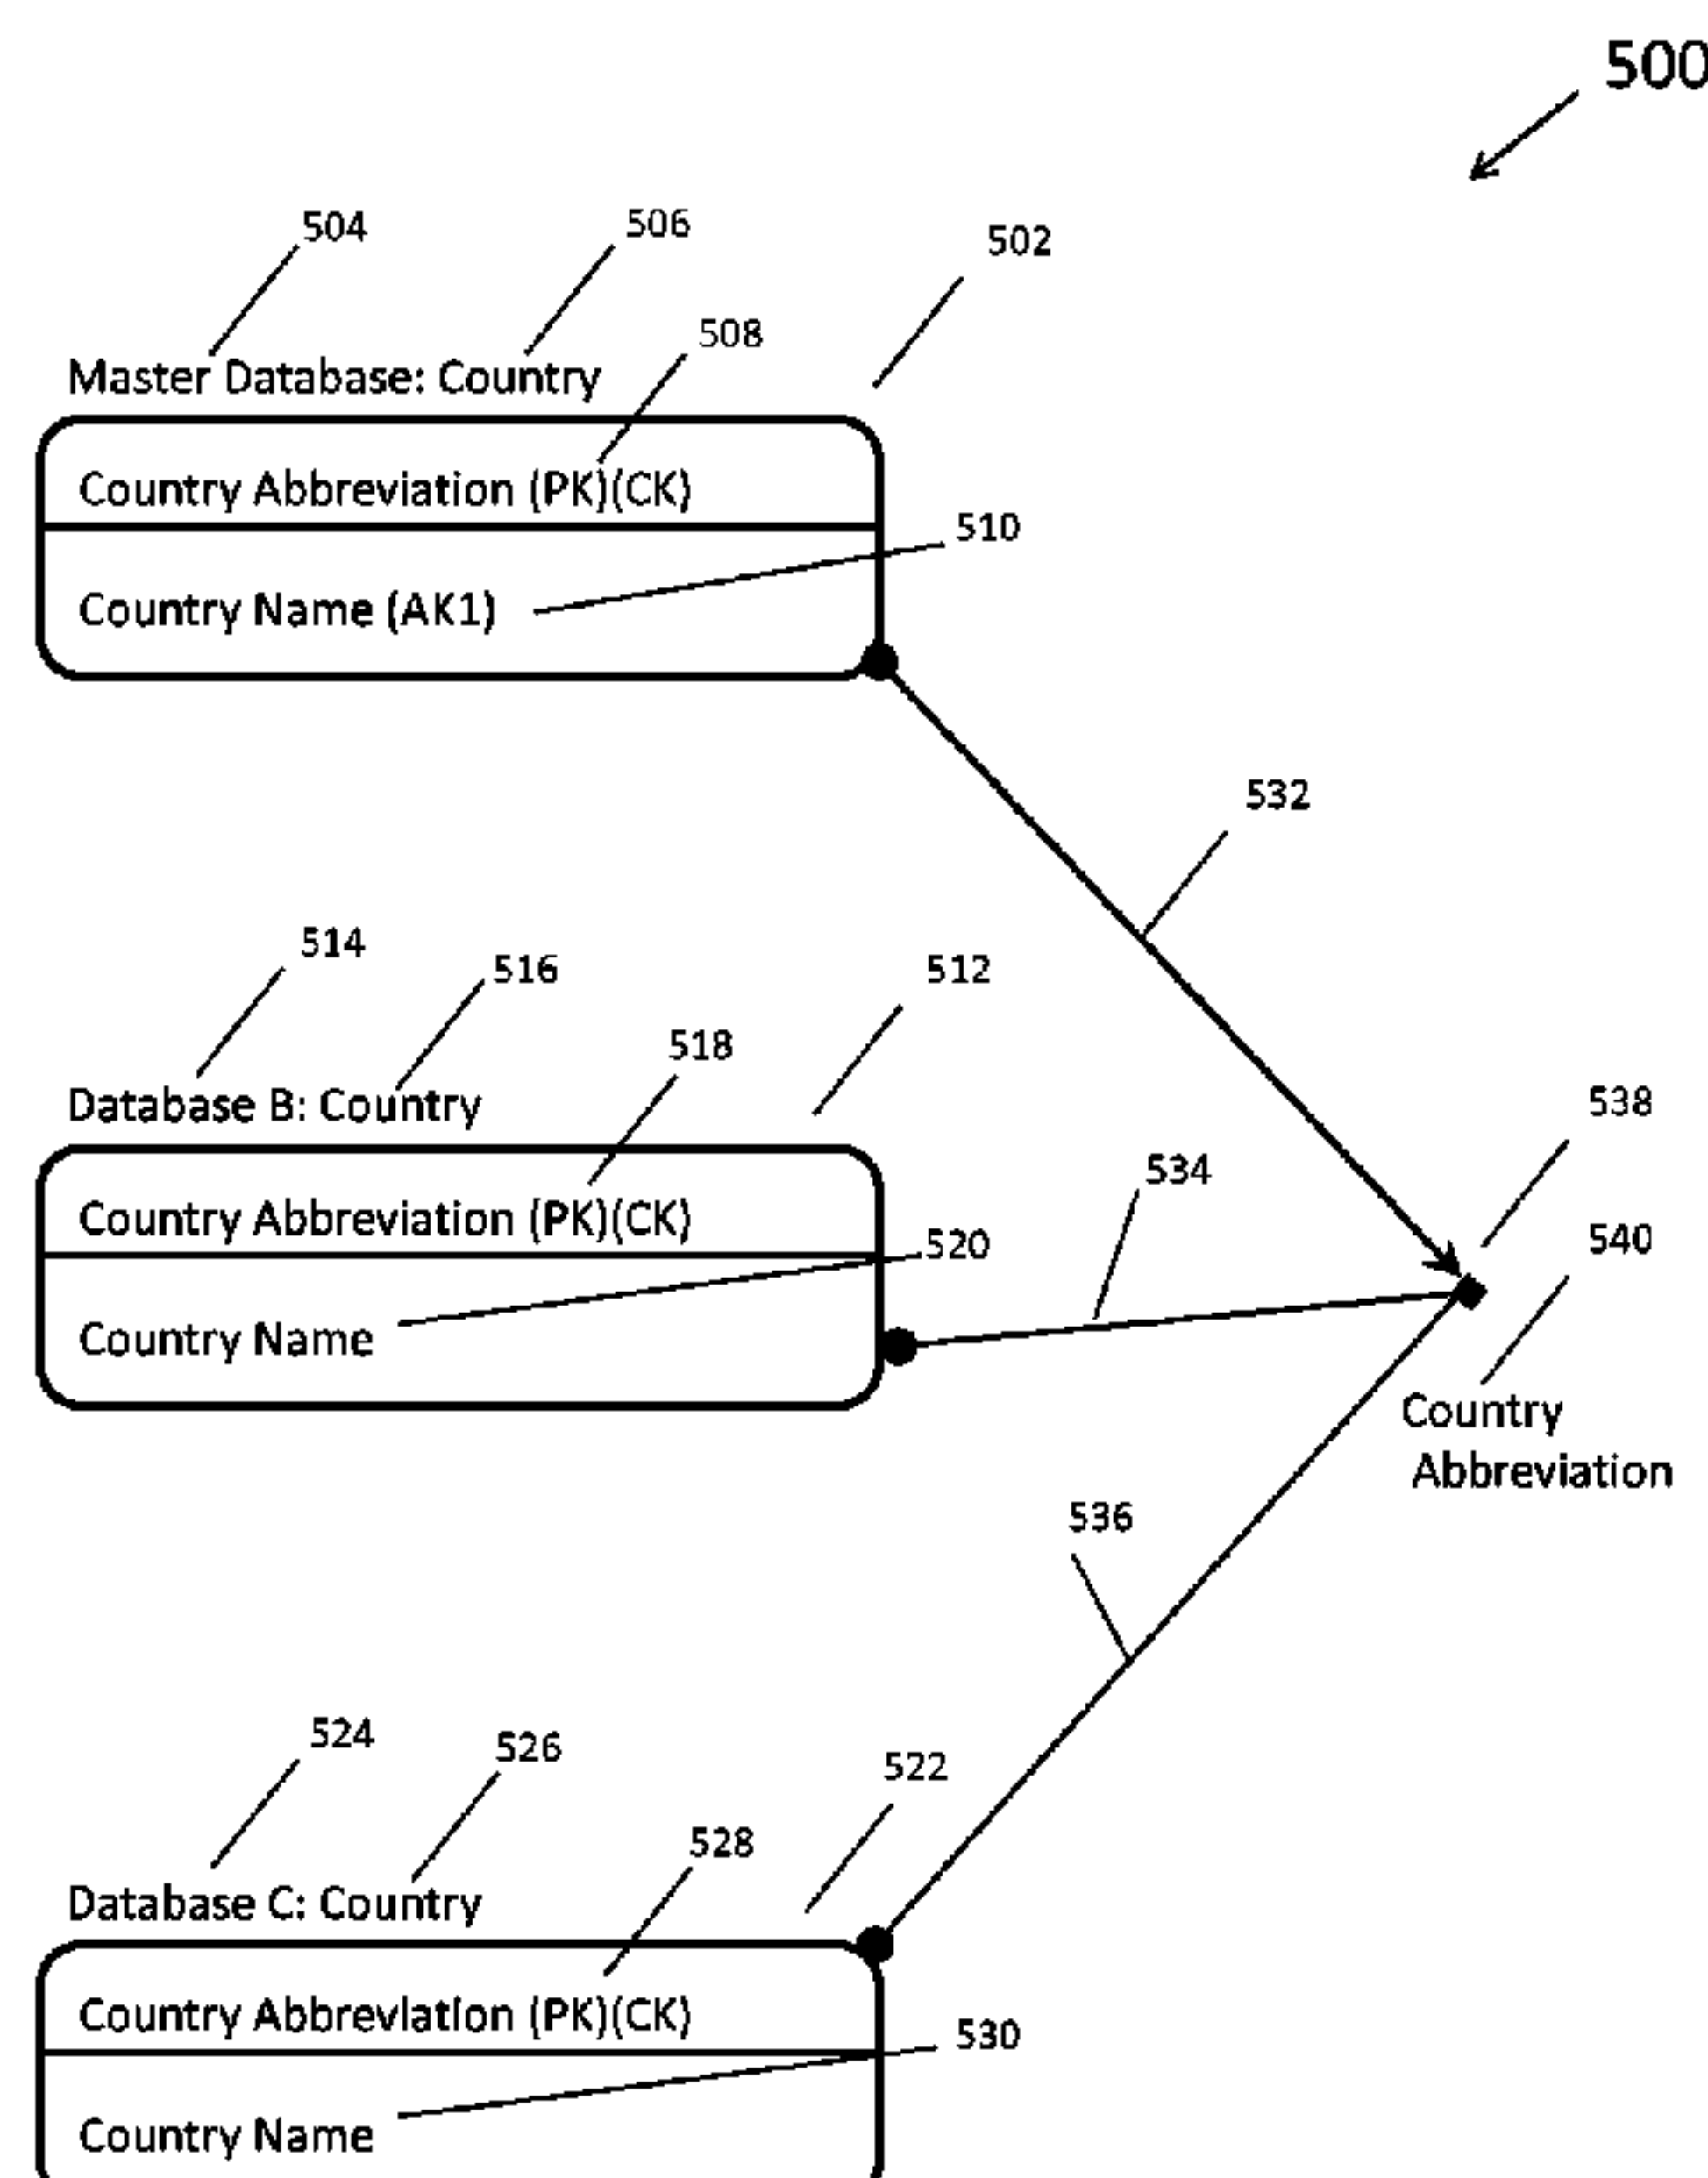 500
504
506
502
508
Master Database: Country
Country Abbreviation (PK)(CK)
510
Country Name (AK1)
532
514
516
512
518
Database B: Country
538
534
Country Abbreviation (PK)(CK)
520
540
Country Name
Country
Abbreviation
536
524
526
522
528
Database C: Country
Country Abbreviation (PK)(CK)
530
Country Name